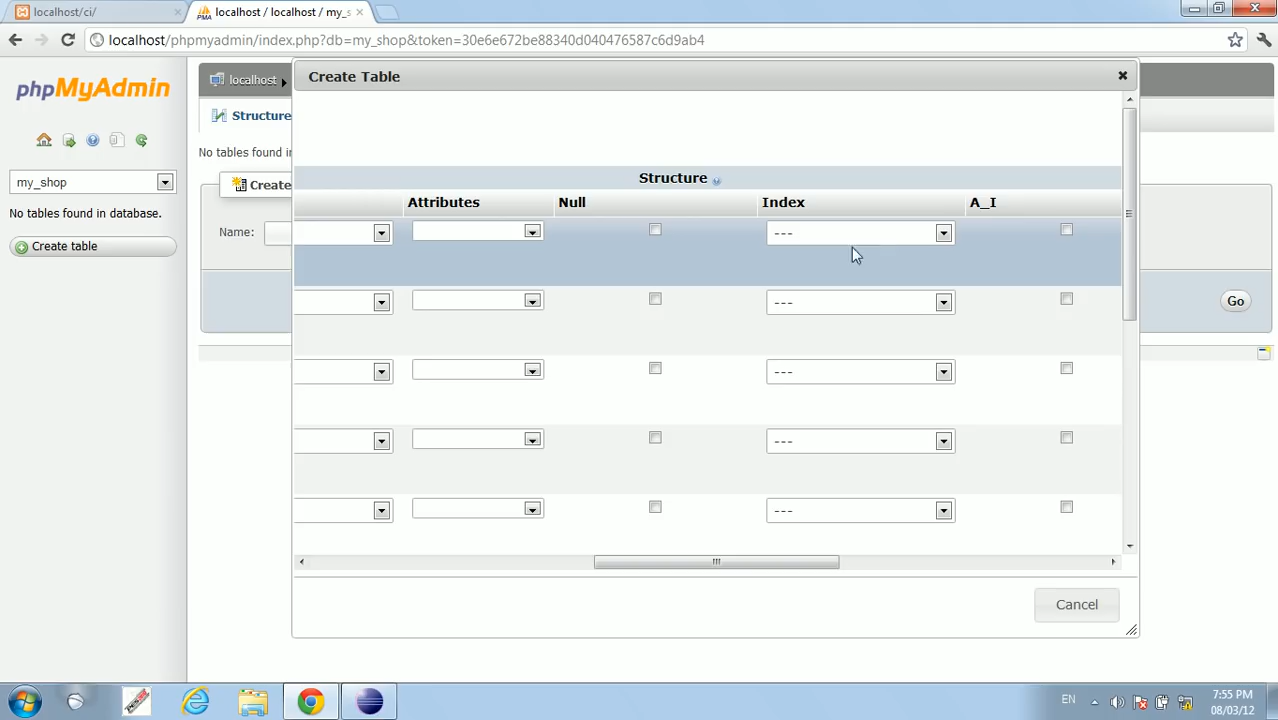 localhost/ci/
localhost / localhost / my_s
localhost/phpmyadmin/index.php?db=my_shop&token=30e6e672be88340d040476587c6d9ab4
phpMyAdmin
my_shop
No tables found in database.
Create table
localhost
Structure
No tables found in
Create
Name:
Go
Create Table
Structure
Attributes Null Index A_I
---
---
---
---
---
Cancel
EN
7:55 PM
08/03/12